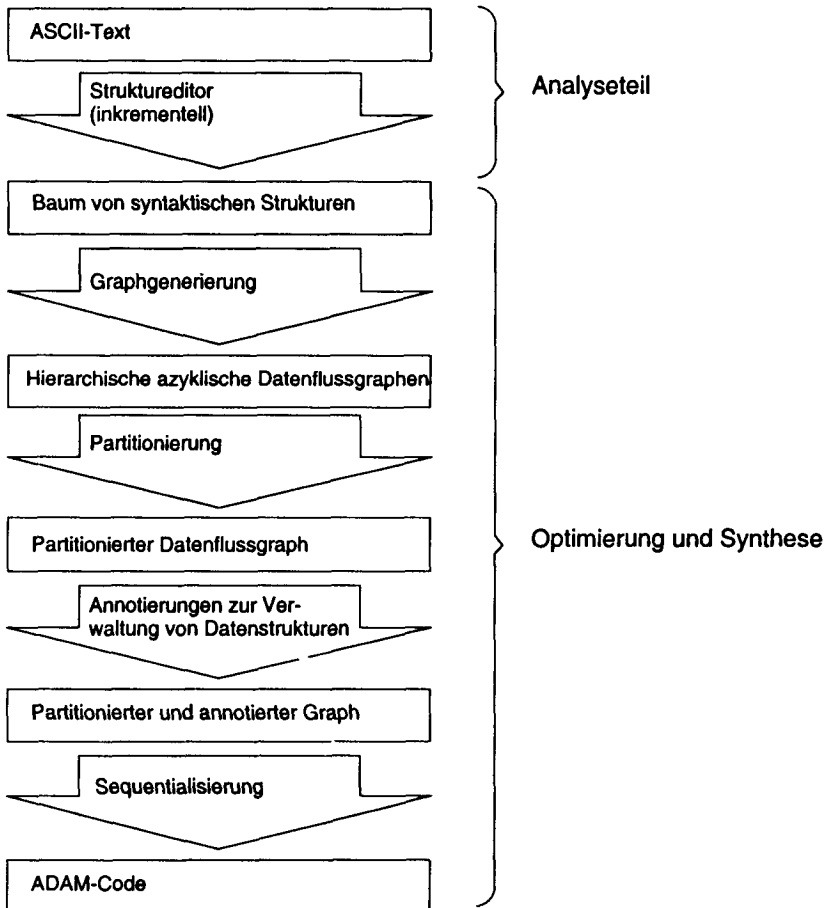 ASCII-Text
Struktureditor
(inkrementell)
Analyseteil
Baum von syntaktischen Strukturen
Graphgenerierung
Hierarchische azyklische Datenflussgraphen
Partitionierung
Partitionierter Datenflussgraph
Optimierung und Synthese
Annotierungen zur Ver-
waltung von Datenstrukturen
Partitionierter und annotierter Graph
Sequentialisierung
ADAM-Code